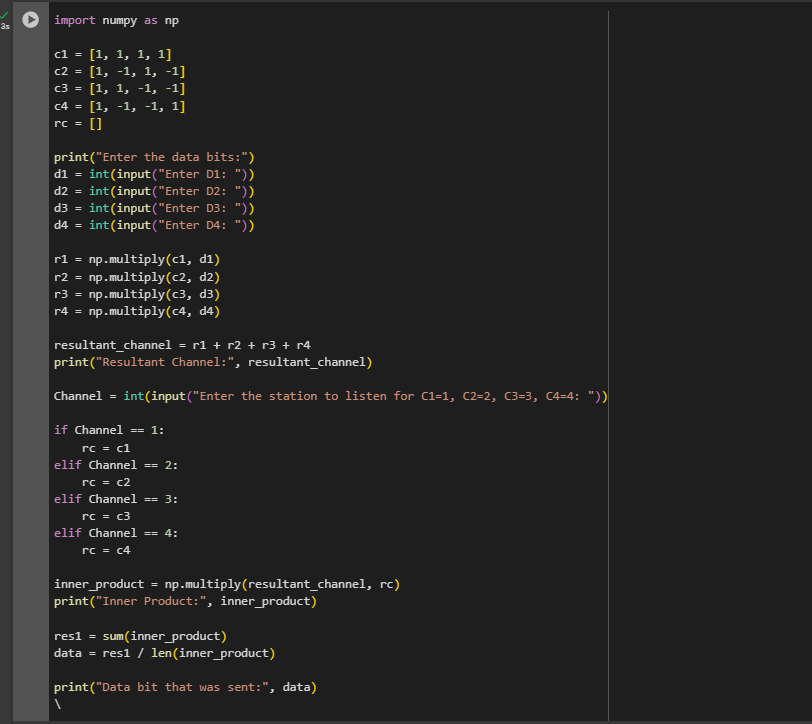 3s
import numpy as np
c1 = [1, 1, 1, 1]
c2 = [1, -1, 1, -1]
c3 = [1, 1, -1, -1]
c4 = [1, -1, -1, 1]
rc = []
print("Enter the data bits:")
d1 = int(input("Enter D1: "))
d2 = int(input("Enter D2: "))
d3 = int(input("Enter D3: "))
d4 = int(input("Enter D4: "))
r1 = np.multiply(c1, d1)
r2 = np.multiply(c2, d2)
r3 = np.multiply(c3, d3)
r4 = np.multiply(c4, d4)
resultant_channel = r1 + r2 + r3 + r4
print("Resultant Channel:", resultant_channel)
Channel = int(input("Enter the station to listen for C1=1, C2=2, C3=3, C4=4: "))
if Channel == 1:
    rc = c1
elif Channel == 2:
    rc = c2
elif Channel == 3:
    rc = c3
elif Channel == 4:
    rc = c4
inner_product = np.multiply(resultant_channel, rc)
print("Inner Product:", inner_product)
res1 = sum(inner_product)
data = res1 / len(inner_product)
print("Data bit that was sent:", data)
\